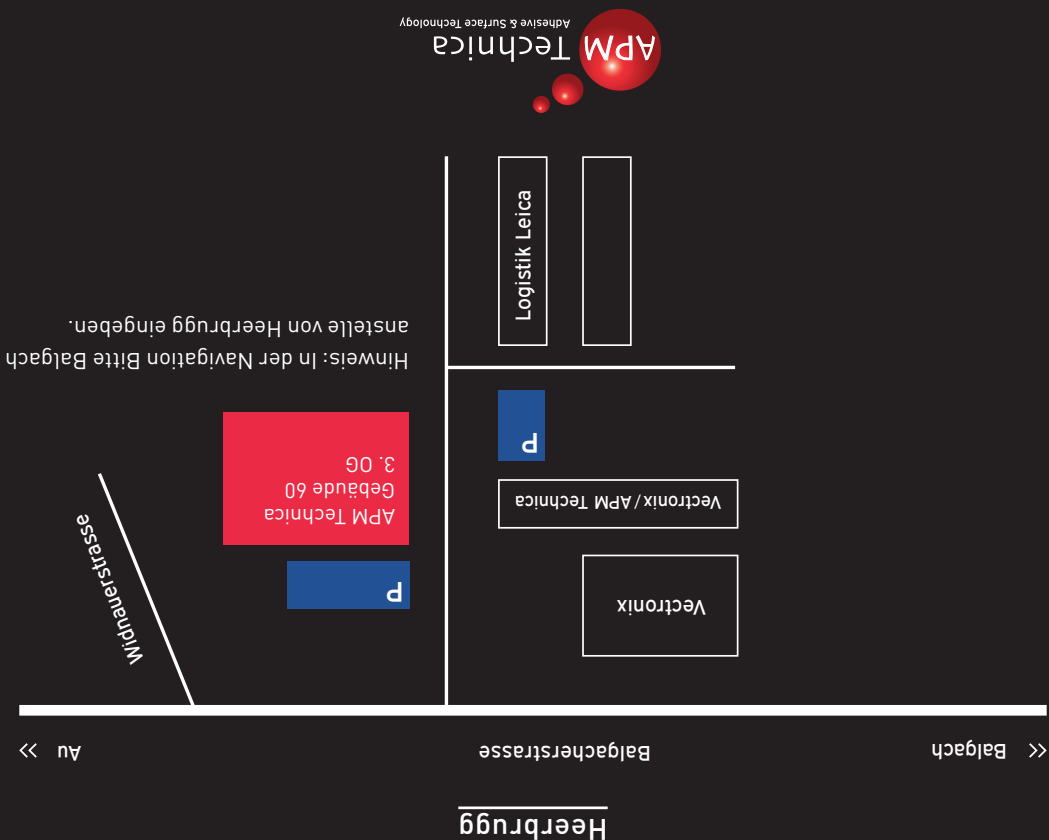 Heerbrugg
<< Balgach
Balgacherstrasse
Au >>
Vectronix
Widnauerstrasse
P
Vectronix / APM Technica
APM Technica
Gebäude 60
3. OG
P
Hinweis: In der Navigation Bitte Balgach
anstelle von Heerbrugg eingeben.
Logistik Leica
APM Technica
Adhesive & Surface Technology